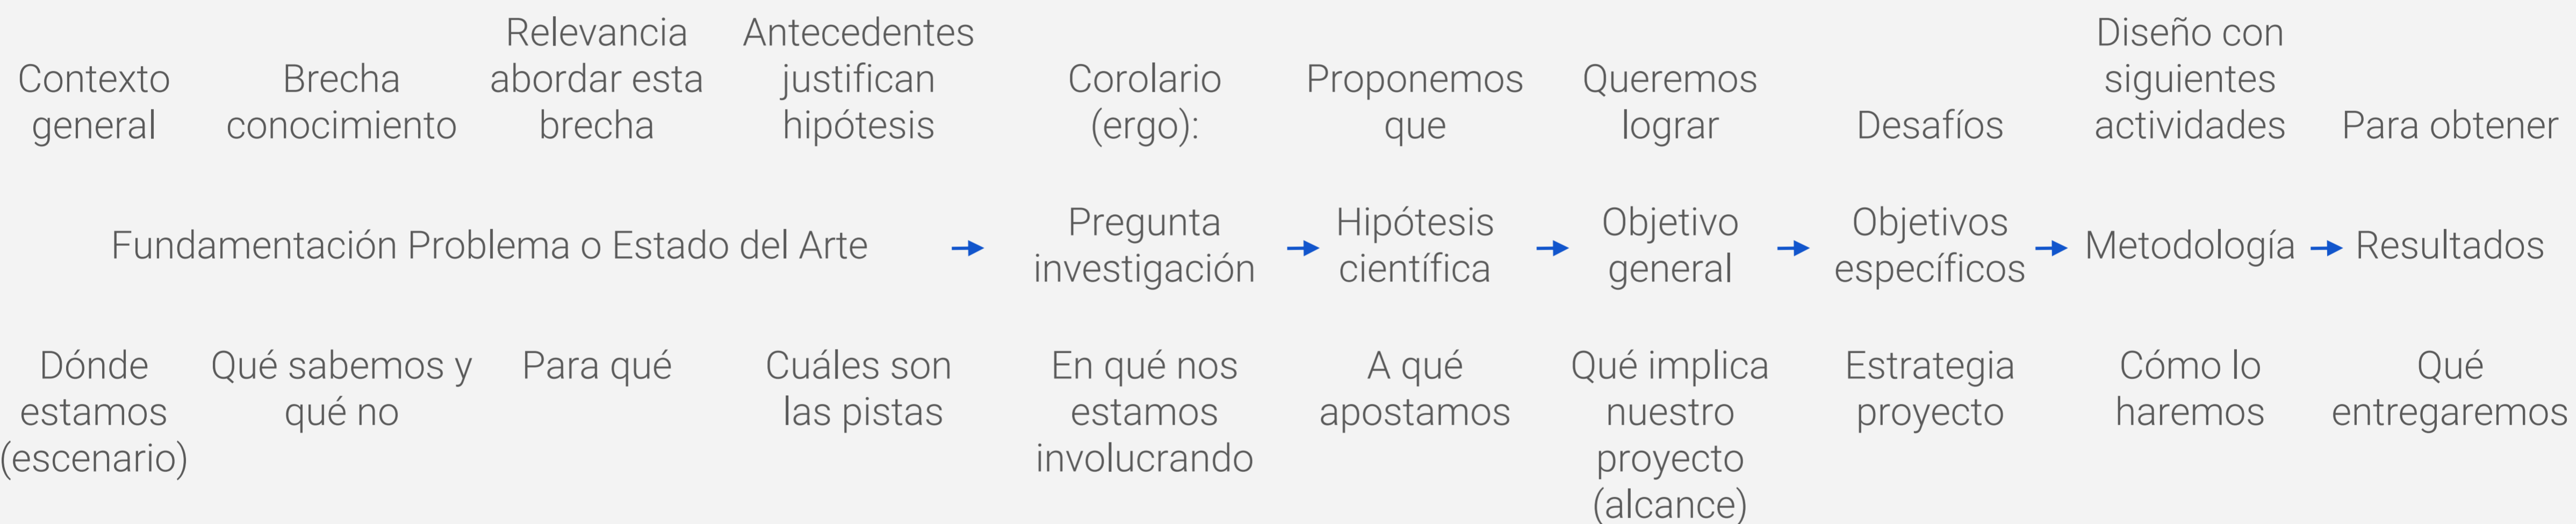 Contexto
general
Brecha
conocimiento
Relevancia
abordar esta
brecha
Antecedentes
justifican
hipótesis
Corolario
(ergo):
Proponemos
que
Queremos
lograr
Desafíos
Diseño con
siguientes
actividades
Para obtener
Fundamentación Problema o Estado del Arte
Pregunta
investigación
Hipótesis
científica
Objetivo
general
Objetivos
específicos
Metodología
Resultados
Dónde
estamos
(escenario)
Qué sabemos y
qué no
Para qué
Cuáles son
las pistas
En qué nos
estamos
involucrando
A qué
apostamos
Qué implica
nuestro
proyecto
(alcance)
Estrategia
proyecto
Cómo lo
haremos
Qué
entregaremos